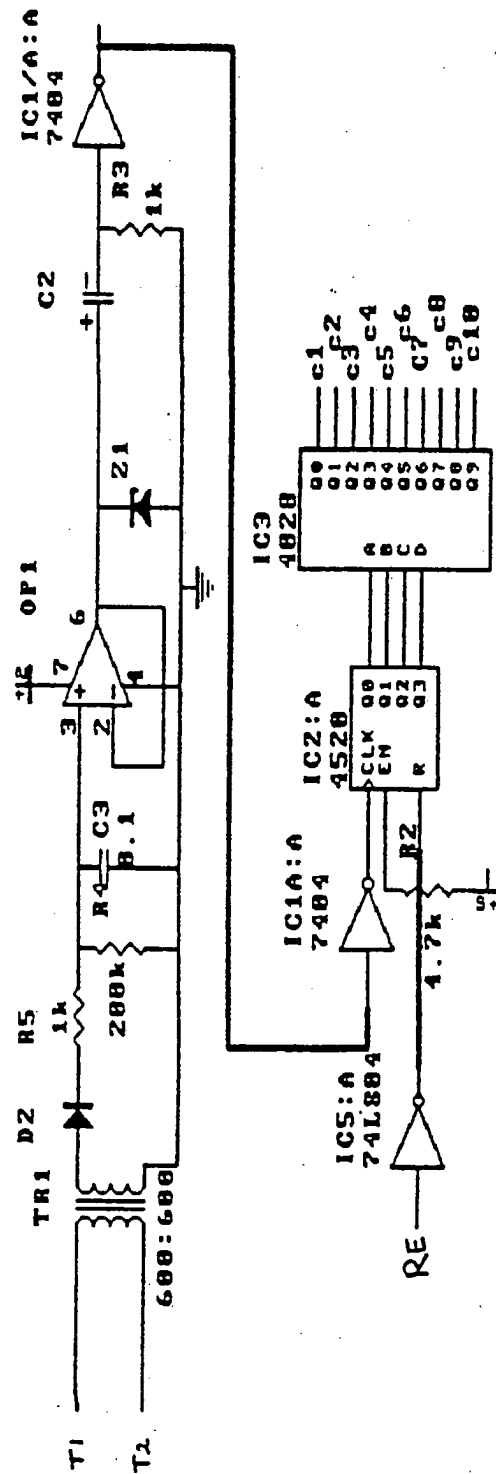 T1
T2
TR1
600:600
D2
R5
1k
200k
R4
C3
0.1
+12
OP1
3
2
7
6
4
Z1
C2
+
−
R3
1k
IC1/A:A
7404
RE
IC5:A
74LS04
IC1A:A
7404
4.7k
R2
5+
IC2:A
4520
CLK
EN
R
Q0
Q1
Q2
Q3
IC3
4028
A
B
C
D
Q0
Q1
Q2
Q3
Q4
Q5
Q6
Q7
Q8
Q9
c1
c2
c3
c4
c5
c6
C7
c8
c9
c10